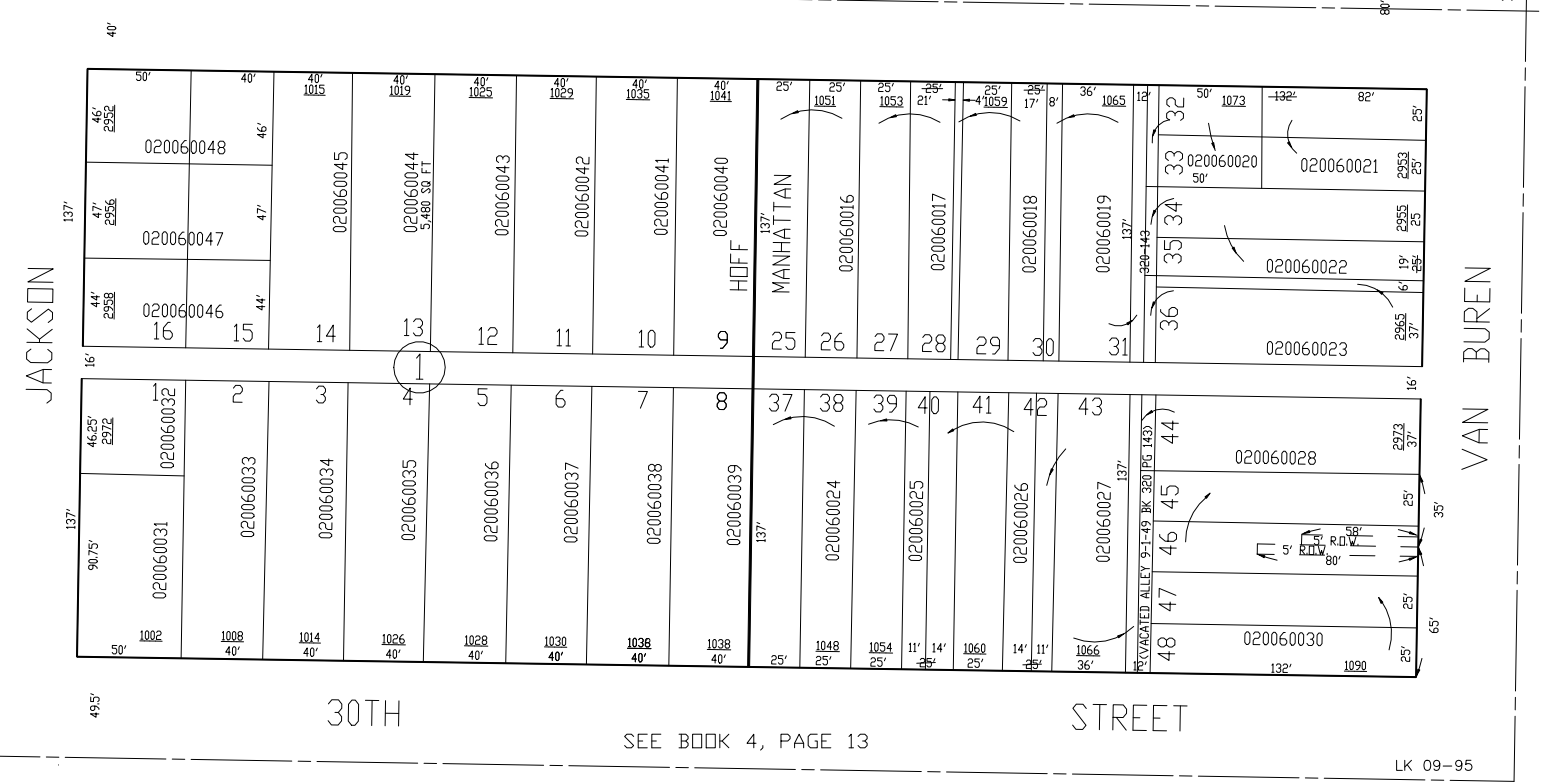 40' 80'
50' 40' 40' 40' 40' 40' 40' 40' 25' 25' 25' 25' 25' 25' 36' 12' 50' 1073 132' 82'
1015 1019 1025 1029 1035 1041 1051 1053 21' 4' 1059 17' 8' 1065
46' 2952 020060048 46'
47' 2956 020060047 47'
44' 2958 020060046 44'
137'
020060045
020060044
5,480 SQ FT
020060043
020060042
020060041
020060040
HOFF
137'
MANHATTAN
020060016
020060017
020060018
020060019
137'
320-143
32 25'
33 020060020 50' 020060021 2953 25'
34 2955 25
35 020060022 19' 25'
6'
36 020060023 2965 37'
16 15 14 13 12 11 10 9 25 26 27 28 29 30 31
JACKSON
VAN BUREN
16' 1 16'
1 2 3 4 5 6 7 8 37 38 39 40 41 42 43
46.25' 2972 020060032
137'
90.75' 020060031
020060033
020060034
020060035
020060036
020060037
020060038
020060039
137'
020060024
020060025
020060026
020060027
137'
(VACATED ALLEY 9-1-49 BK 320 PG 143)
44 020060028 2973 37'
45 25' 35'
46 58'
5' R.O.W.
5' R.O.W.
80'
47 25' 65'
48 020060030 25'
132' 1090
1002 1008 1014 1026 1028 1030 1036 1038 1048 1054 11' 14' 1060 14' 11' 1066
50' 40' 40' 40' 40' 40' 40' 40' 25' 25' 25' 25' 25' 25' 36' 12'
49.5'
30TH STREET
SEE BOOK 4, PAGE 13
LK 09-95